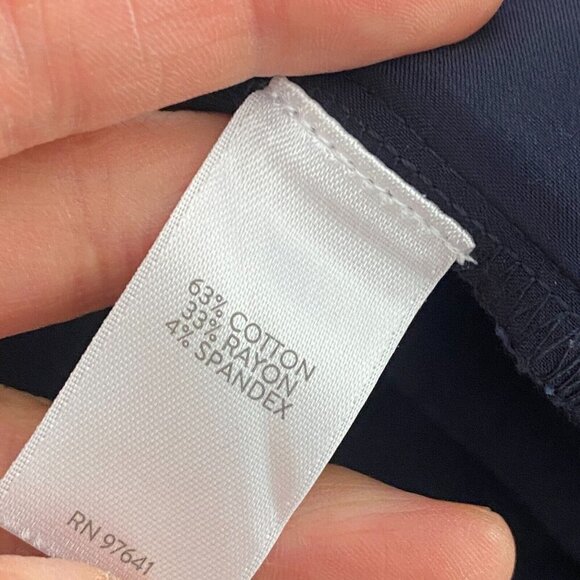 63% COTTON
33% RAYON
4% SPANDEX
RN 97641